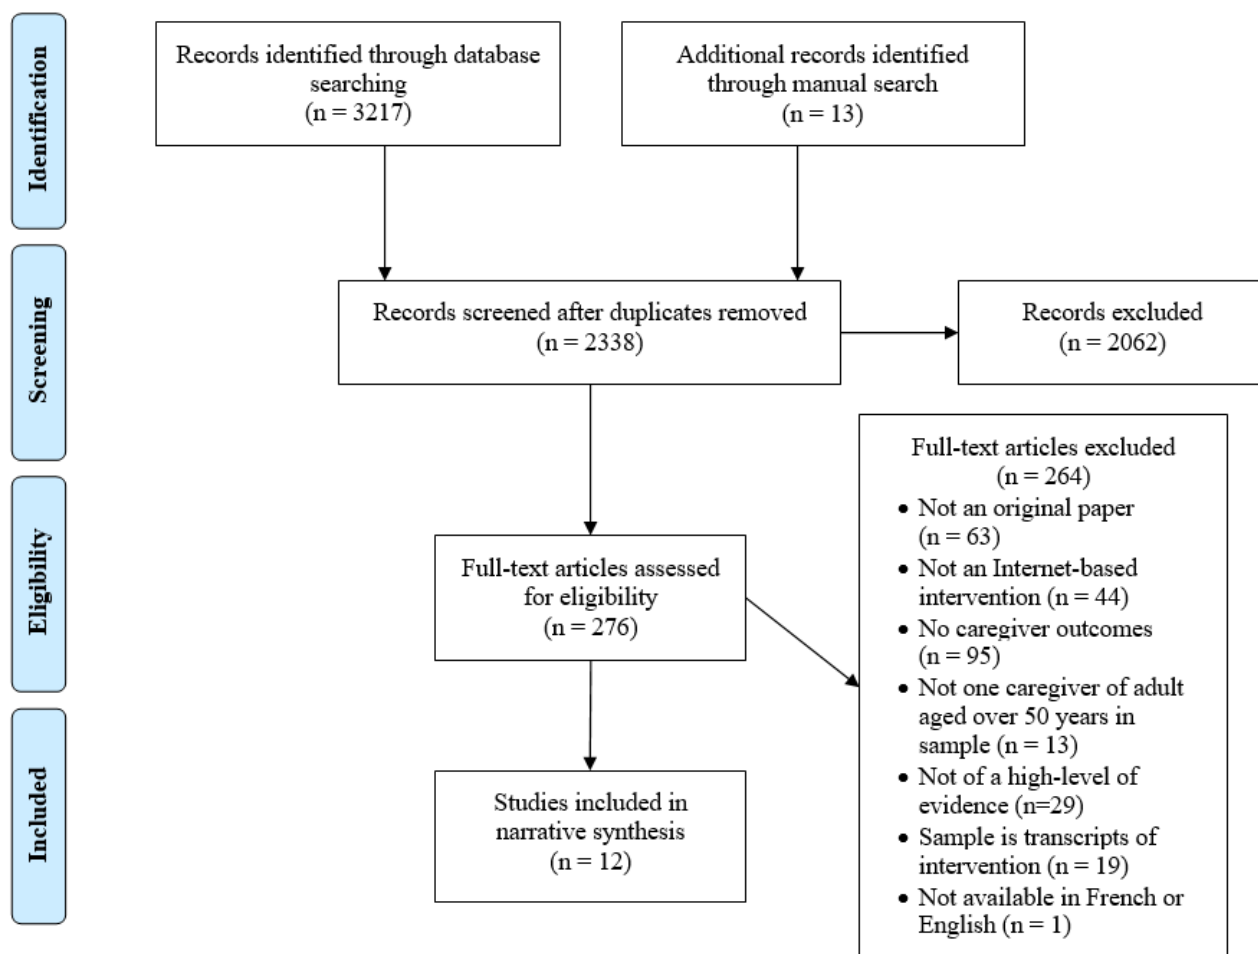 Identification
Records identified through database
searching
(n = 3217)
Additional records identified
through manual search
(n = 13)
Screening
Records screened after duplicates removed
(n = 2338)
Records excluded
(n = 2062)
Eligibility
Full-text articles assessed
for eligibility
(n = 276)
Full-text articles excluded
(n = 264)
• Not an original paper
(n = 63)
• Not an Internet-based
intervention (n = 44)
• No caregiver outcomes
(n = 95)
• Not one caregiver of adult
aged over 50 years in
sample (n = 13)
• Not of a high-level of
evidence (n=29)
• Sample is transcripts of
intervention (n = 19)
• Not available in French or
English (n = 1)
Included
Studies included in
narrative synthesis
(n = 12)